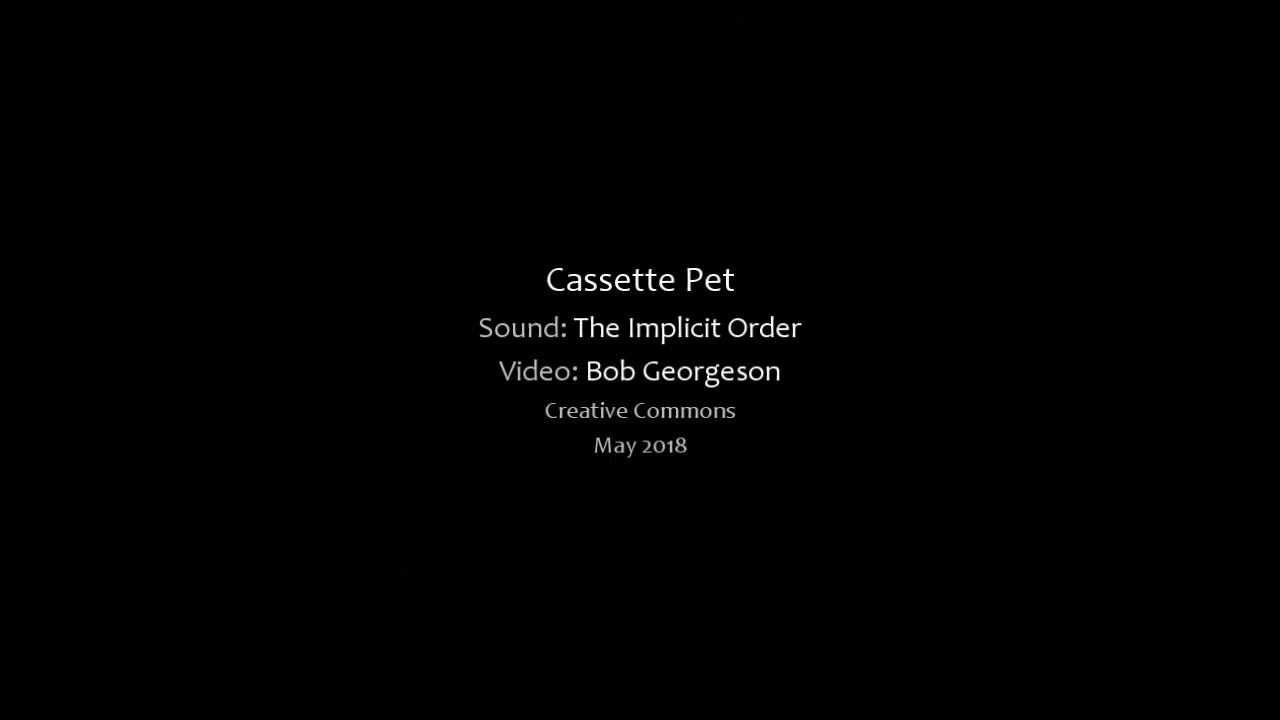 Cassette Pet
Sound: The Implicit Order
Video: Bob Georgeson
Creative Commons
May 2018